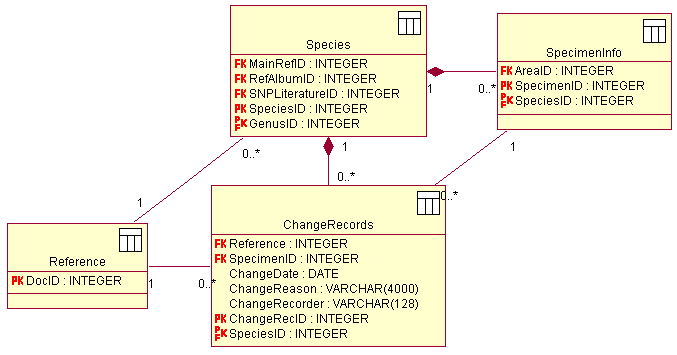 Species
FK MainRefID : INTEGER
FK RefAlbumID : INTEGER
FK SNPLiteratureID : INTEGER
PK SpeciesID : INTEGER
PF GenusID : INTEGER
SpecimenInfo
FK AreaID : INTEGER
PK SpecimenID : INTEGER
PF SpeciesID : INTEGER
1
0..*
0..*
1
1
0..*
1
0..*
ChangeRecords
FK Reference : INTEGER
FK SpecimenID : INTEGER
ChangeDate : DATE
ChangeReason : VARCHAR(4000)
ChangeRecorder : VARCHAR(128)
PK ChangeRecID : INTEGER
PF SpeciesID : INTEGER
Reference
PK DocID : INTEGER
1
0..*